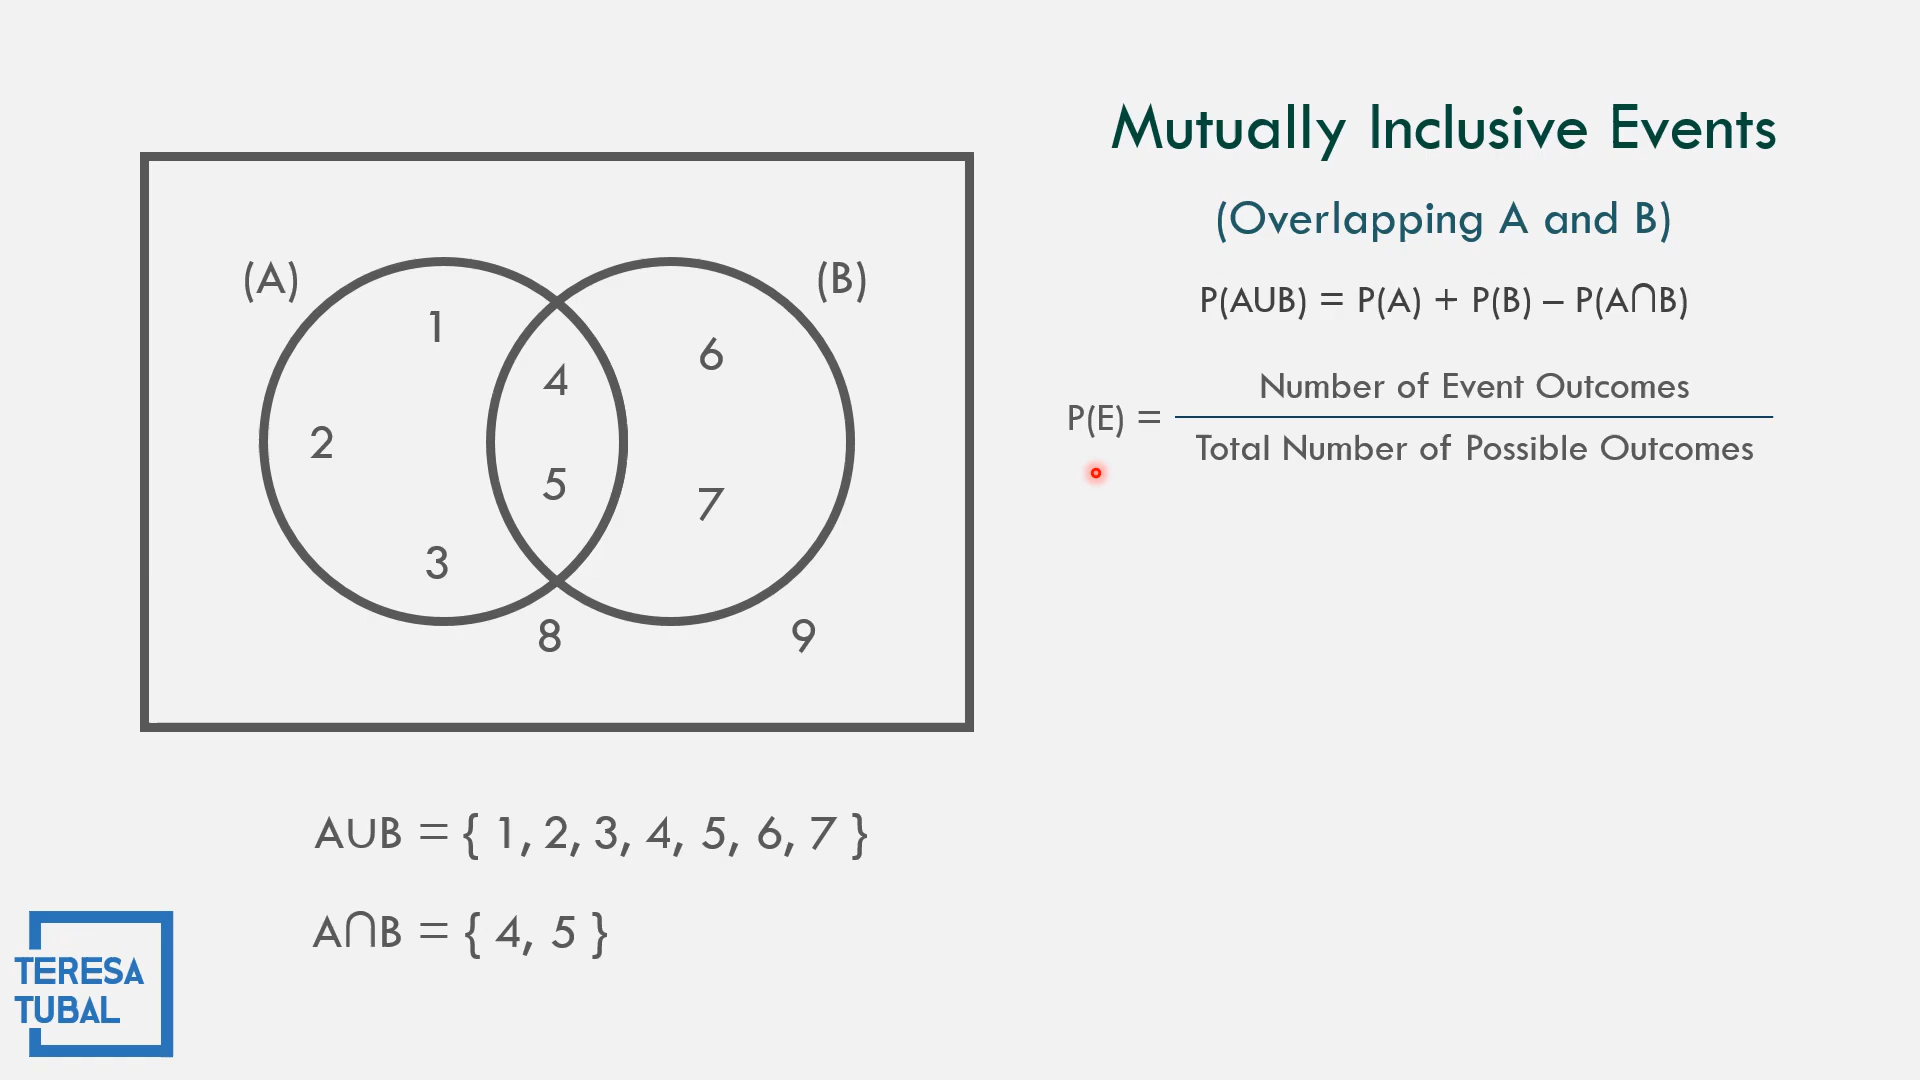 Mutually Inclusive Events
(Overlapping A and B)
P(AUB) = P(A) + P(B) – P(A∩B)
P(E) = Number of Event Outcomes
Total Number of Possible Outcomes
(A)
(B)
1
6
4
2
5
7
3
8
9
AUB = { 1, 2, 3, 4, 5, 6, 7 }
A∩B = { 4, 5 }
TERESA
TUBAL